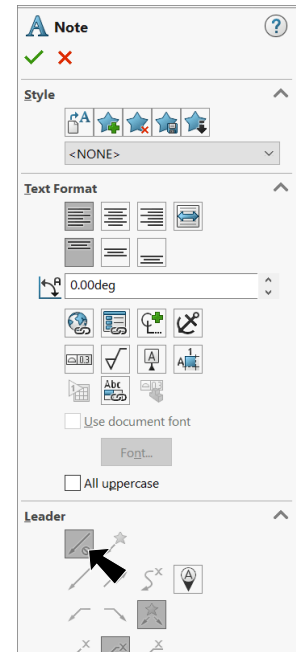 Note
Style
<NONE>
Text Format
0.00deg
Use document font
Font...
All uppercase
Leader